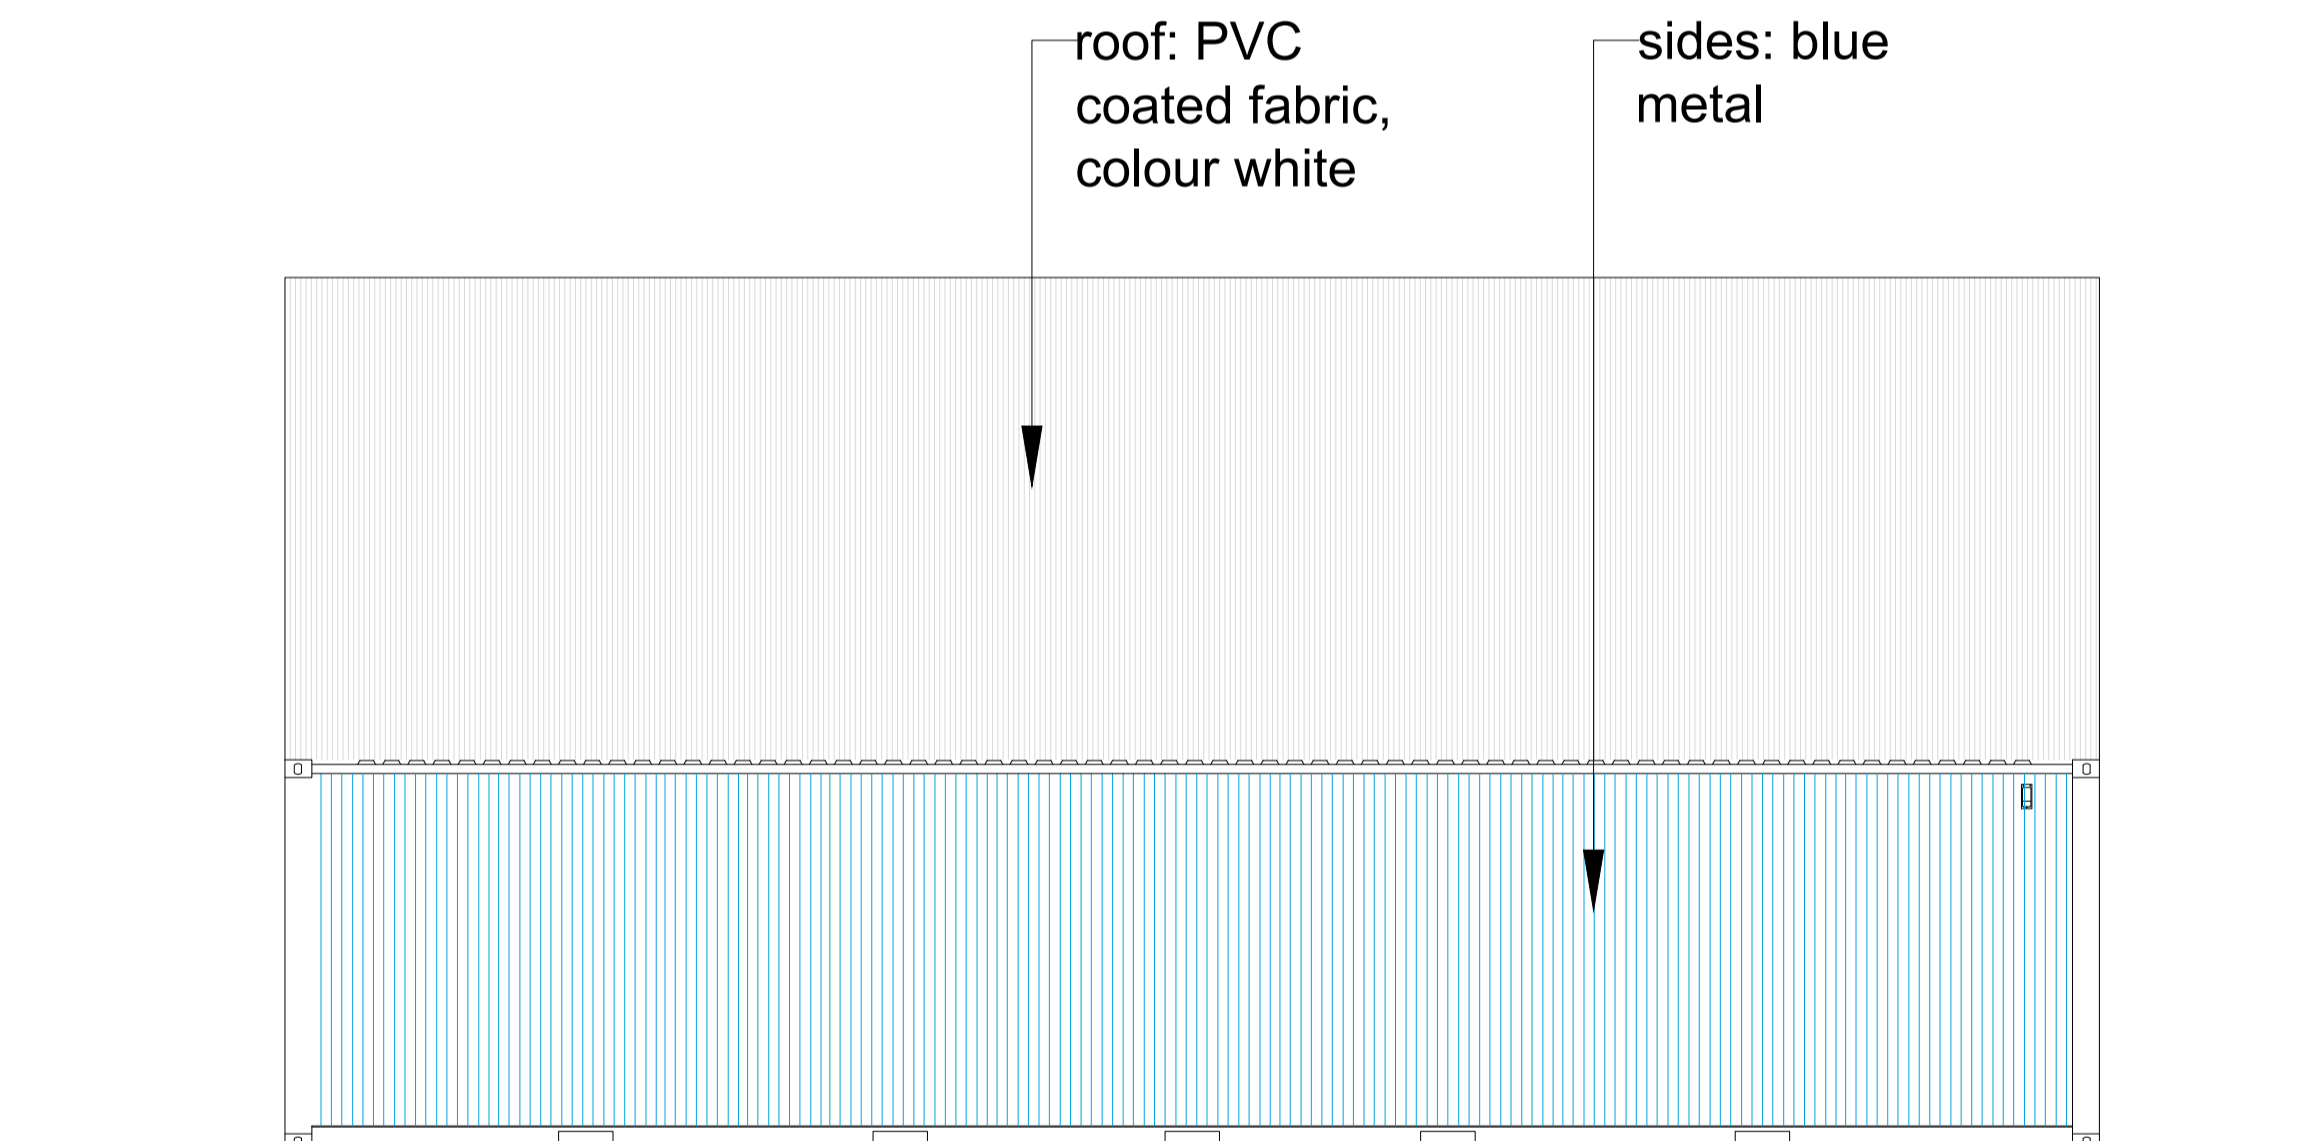 roof: PVC
coated fabric,
colour white
sides: blue
metal